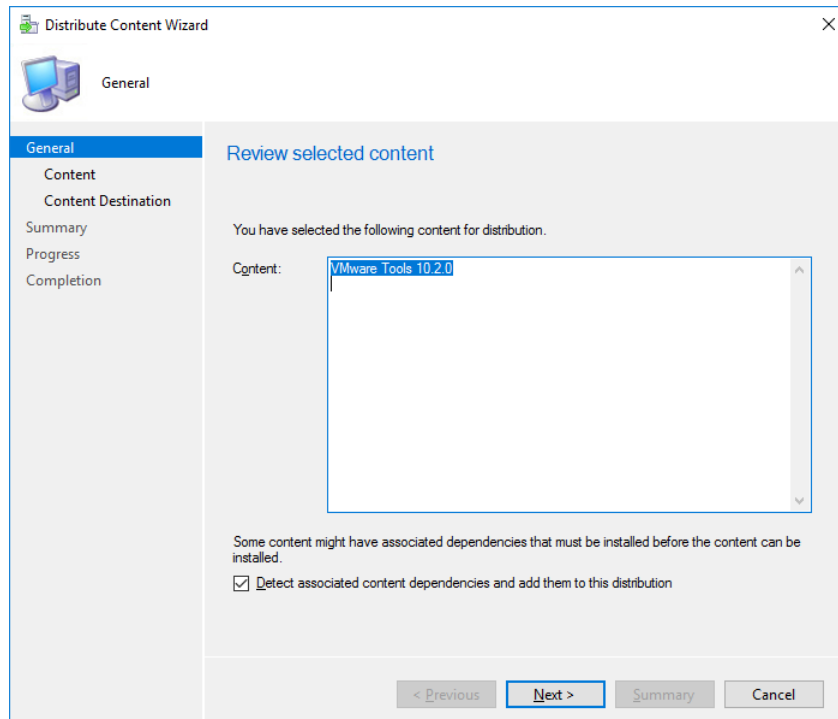 Distribute Content Wizard
General
General
Content
Content Destination
Summary
Progress
Completion
Review selected content
You have selected the following content for distribution.
Content:
VMware Tools 10.2.0
Some content might have associated dependencies that must be installed before the content can be
installed.
Detect associated content dependencies and add them to this distribution
< Previous
Next >
Summary
Cancel